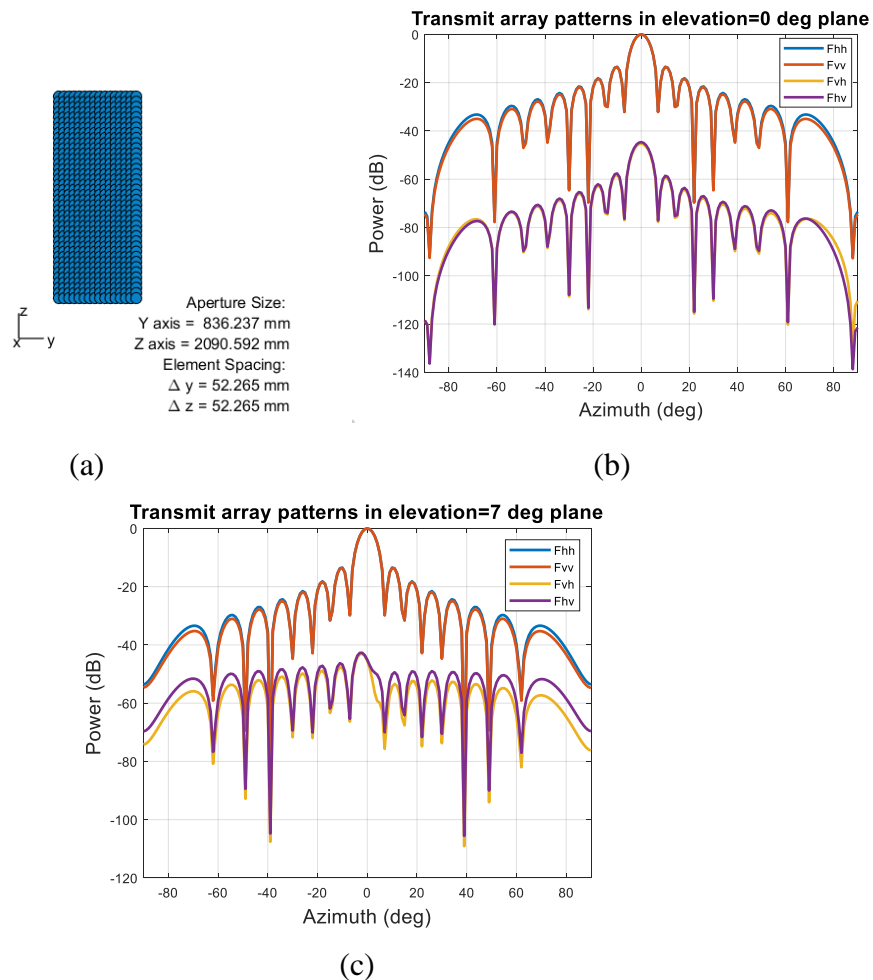 z
x
y
Aperture Size:
Y axis = 836.237 mm
Z axis = 2090.592 mm
Element Spacing:
Δ y = 52.265 mm
Δ z = 52.265 mm
(a)
Transmit array patterns in elevation=0 deg plane
Fhh
Fvv
Fvh
Fhv
0
-20
-40
-60
-80
-100
-120
-140
Power (dB)
-80 -60 -40 -20 0 20 40 60 80
Azimuth (deg)
(b)
Transmit array patterns in elevation=7 deg plane
Fhh
Fvv
Fvh
Fhv
0
-20
-40
-60
-80
-100
-120
Power (dB)
-80 -60 -40 -20 0 20 40 60 80
Azimuth (deg)
(c)